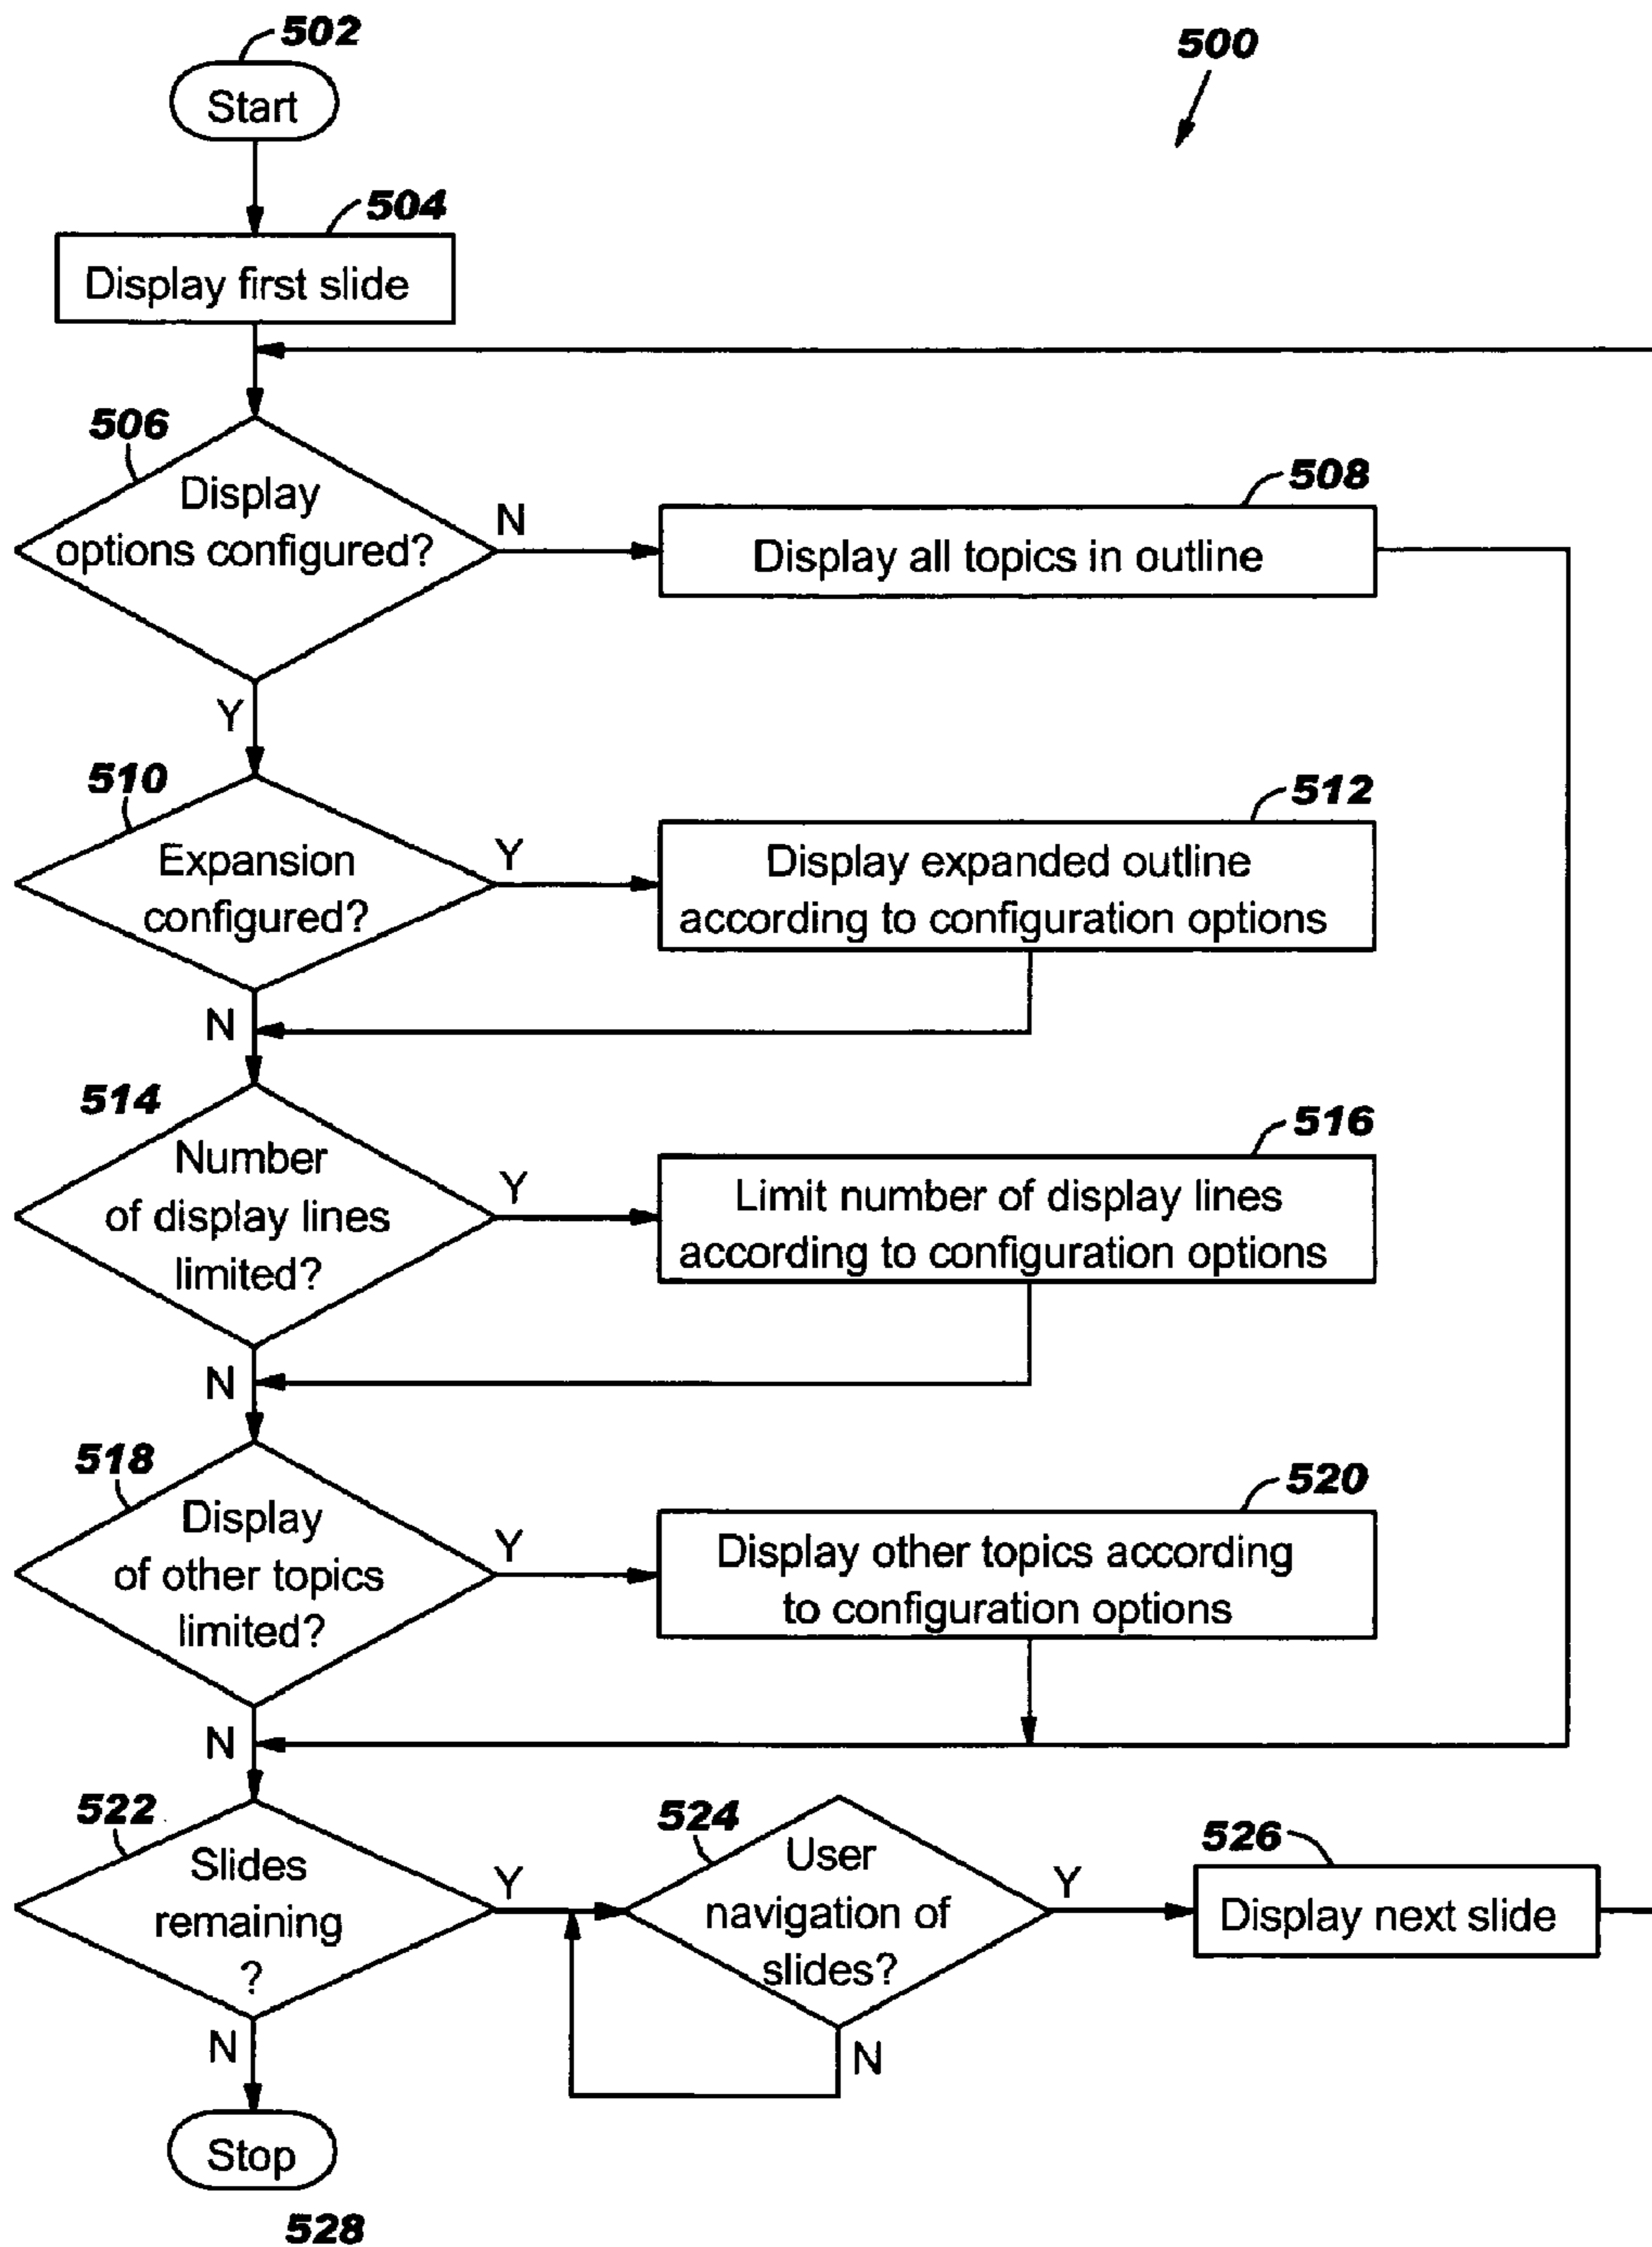 502
500
Start
504
Display first slide
506
Display
options configured?
N
508
Display all topics in outline
Y
510
Expansion
configured?
Y
512
Display expanded outline
according to configuration options
N
514
Number
of display lines
limited?
Y
516
Limit number of display lines
according to configuration options
N
518
Display
of other topics
limited?
Y
520
Display other topics according
to configuration options
N
522
Slides
remaining
?
Y
524
User
navigation of
slides?
Y
526
Display next slide
N
N
Stop
528